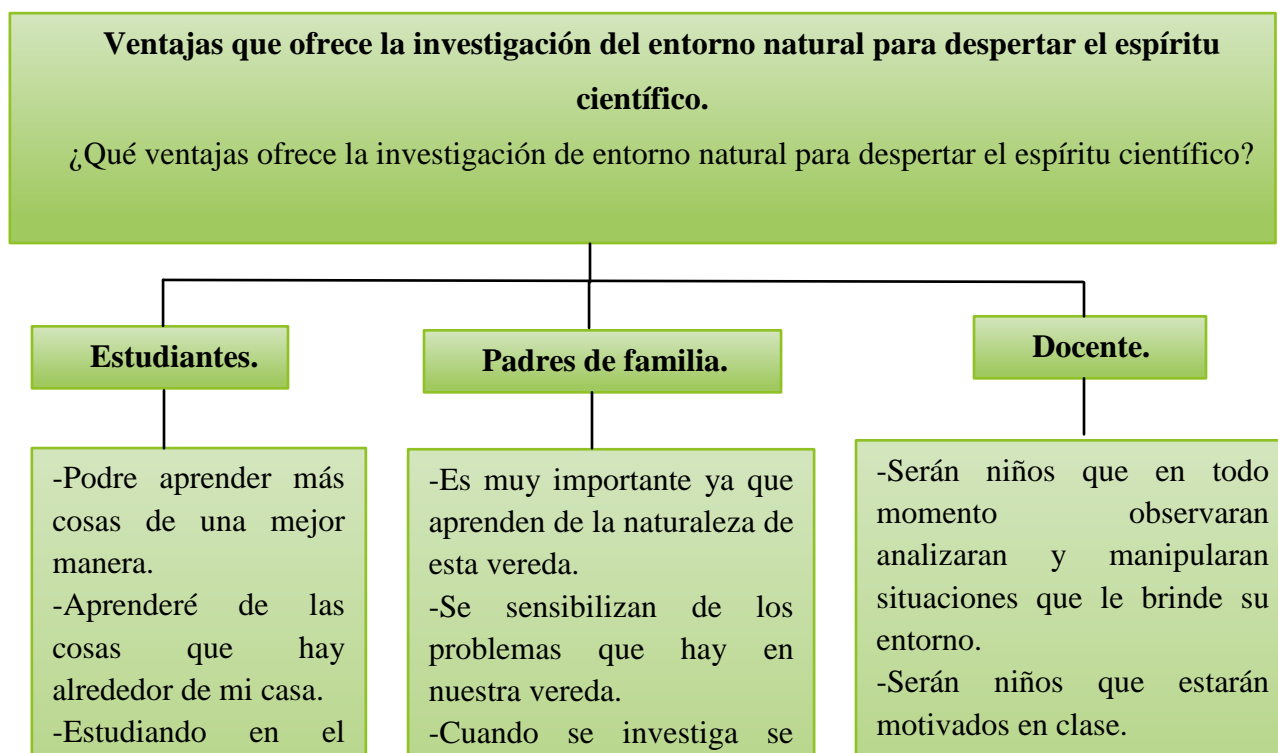 Ventajas que ofrece la investigación del entorno natural para despertar el espíritu
científico.
¿Qué ventajas ofrece la investigación de entorno natural para despertar el espíritu científico?
Estudiantes.
Padres de familia.
Docente.
-Podre aprender más
cosas de una mejor
manera.
-Aprenderé de las
cosas que hay
alrededor de mi casa.
-Estudiando en el
-Es muy importante ya que
aprenden de la naturaleza de
esta vereda.
-Se sensibilizan de los
problemas que hay en
nuestra vereda.
-Cuando se investiga se
-Serán niños que en todo
momento observaran
analizaran y manipularan
situaciones que le brinde su
entorno.
-Serán niños que estarán
motivados en clase.